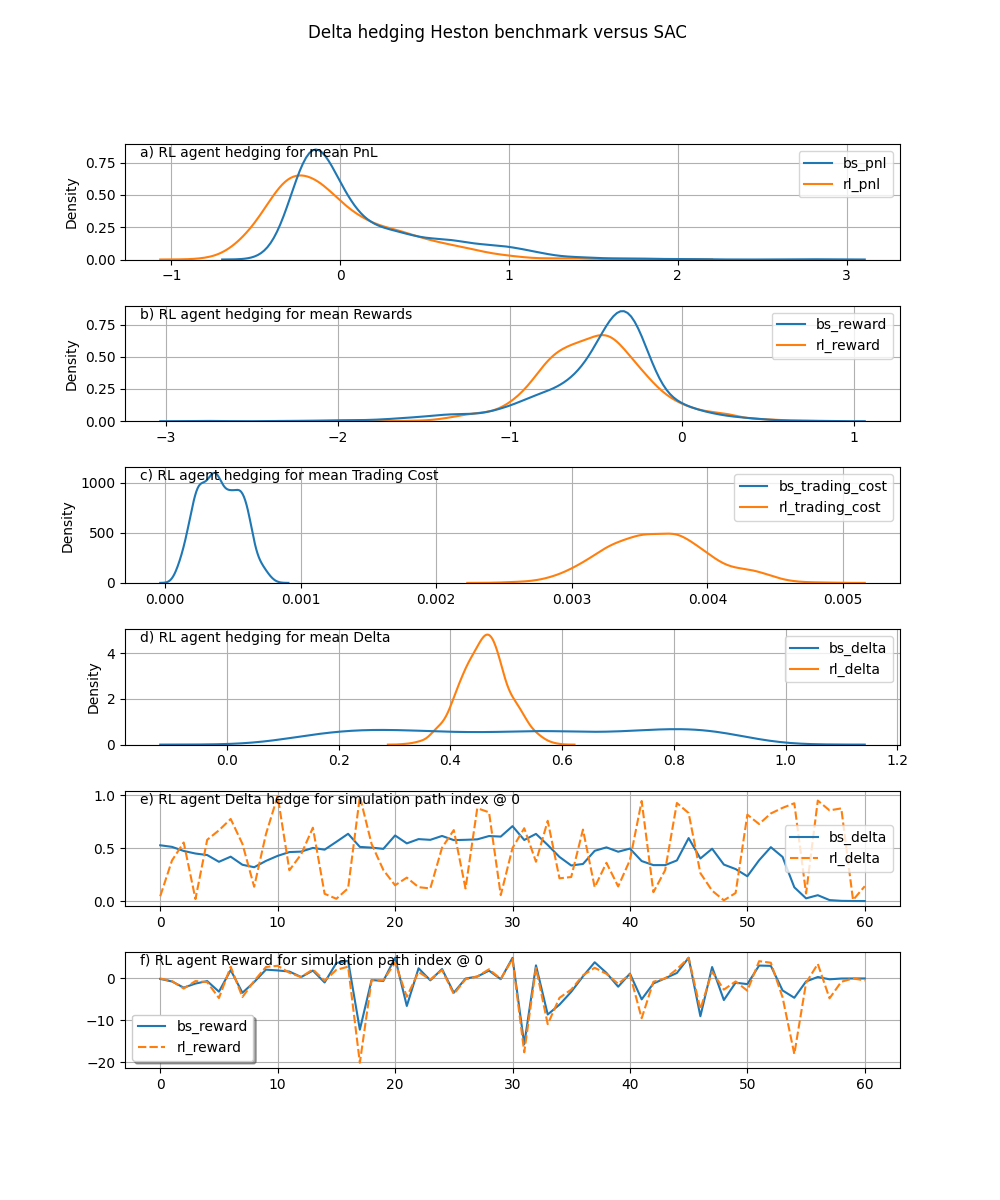 Delta hedging Heston benchmark versus SAC
a) RL agent hedging for mean PnL
bs_pnl
rl_pnl
Density
0.75
0.50
0.25
0.00
−1 0 1 2 3
b) RL agent hedging for mean Rewards
bs_reward
rl_reward
Density
0.75
0.50
0.25
0.00
−3 −2 −1 0 1
c) RL agent hedging for mean Trading Cost
bs_trading_cost
rl_trading_cost
Density
1000
500
0
0.000 0.001 0.002 0.003 0.004 0.005
d) RL agent hedging for mean Delta
bs_delta
rl_delta
Density
4
2
0
0.0 0.2 0.4 0.6 0.8 1.0 1.2
e) RL agent Delta hedge for simulation path index @ 0
bs_delta
rl_delta
1.0
0.5
0.0
0 10 20 30 40 50 60
f) RL agent Reward for simulation path index @ 0
bs_reward
rl_reward
0
−10
−20
0 10 20 30 40 50 60